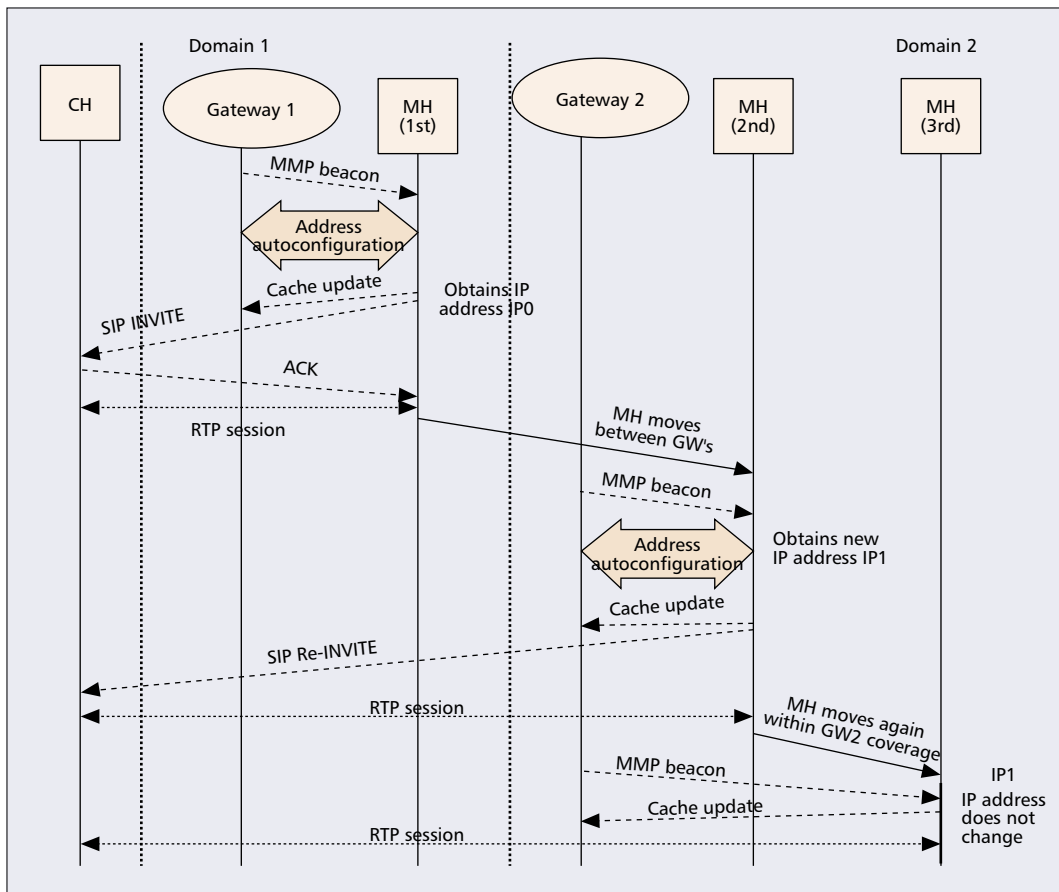 Domain 1
Domain 2
CH
Gateway 1
MH
(1st)
Gateway 2
MH
(2nd)
MH
(3rd)
MMP beacon
Address
autoconfiguration
Cache update
Obtains IP
address IP0
SIP INVITE
ACK
RTP session
MH moves
between GW's
MMP beacon
Address
autoconfiguration
Obtains new
IP address IP1
Cache update
SIP Re-INVITE
RTP session
MH moves again
within GW2 coverage
MMP beacon
IP1
Cache update
IP address
does not
change
RTP session